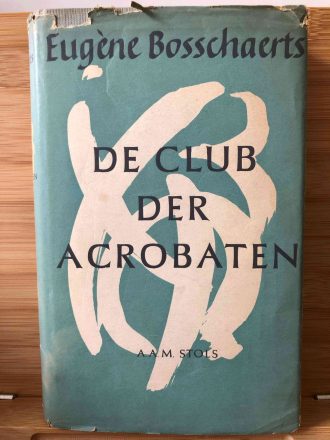 Eugène Bosschaerts
DE CLUB
DER
ACROBATEN
A.A.M. STOLS